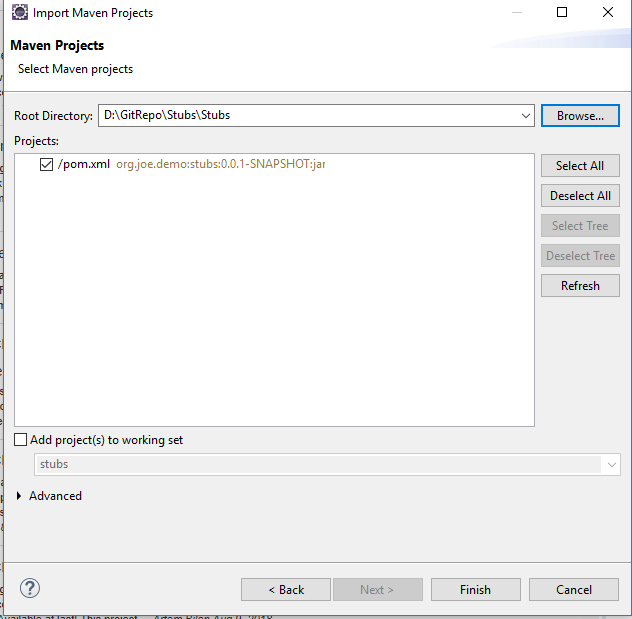 Import Maven Projects
Maven Projects
Select Maven projects
Root Directory: D:\GitRepo\Stubs\Stubs Browse...
Projects:
/pom.xml org.joe.demo:stubs:0.0.1-SNAPSHOT:jar
Select All
Deselect All
Select Tree
Deselect Tree
Refresh
Add project(s) to working set
stubs
Advanced
? < Back Next > Finish Cancel